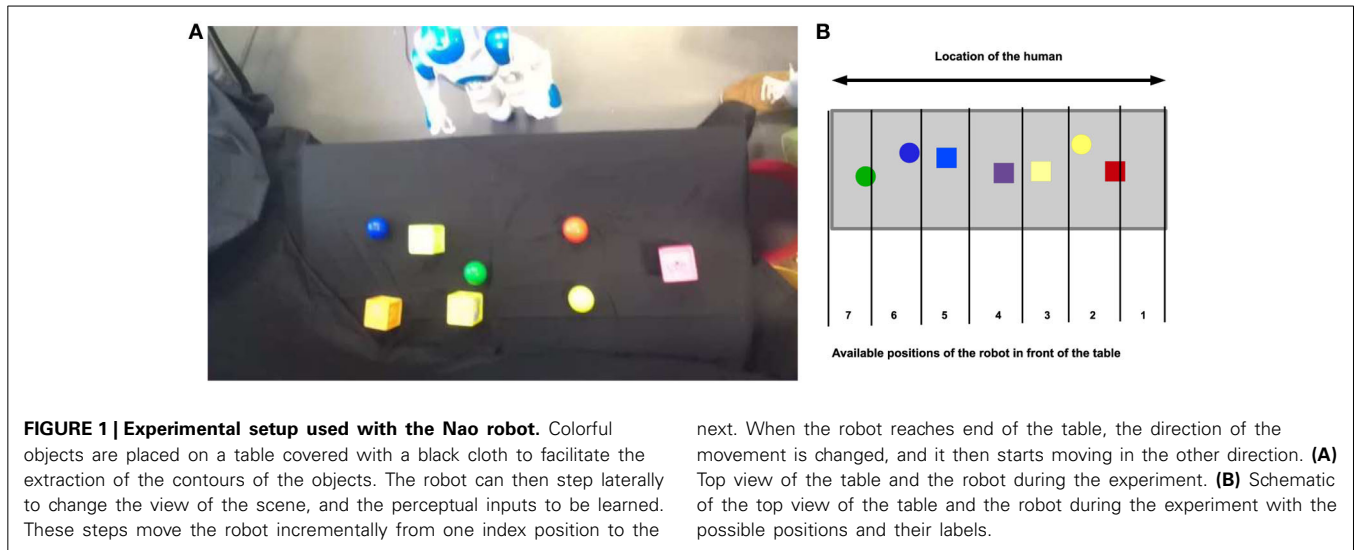 A
B
Location of the human
7 6 5 4 3 2 1
Available positions of the robot in front of the table
FIGURE 1 | Experimental setup used with the Nao robot. Colorful
objects are placed on a table covered with a black cloth to facilitate the
extraction of the contours of the objects. The robot can then step laterally
to change the view of the scene, and the perceptual inputs to be learned.
These steps move the robot incrementally from one index position to the
next. When the robot reaches end of the table, the direction of the
movement is changed, and it then starts moving in the other direction. (A)
Top view of the table and the robot during the experiment. (B) Schematic
of the top view of the table and the robot during the experiment with the
possible positions and their labels.